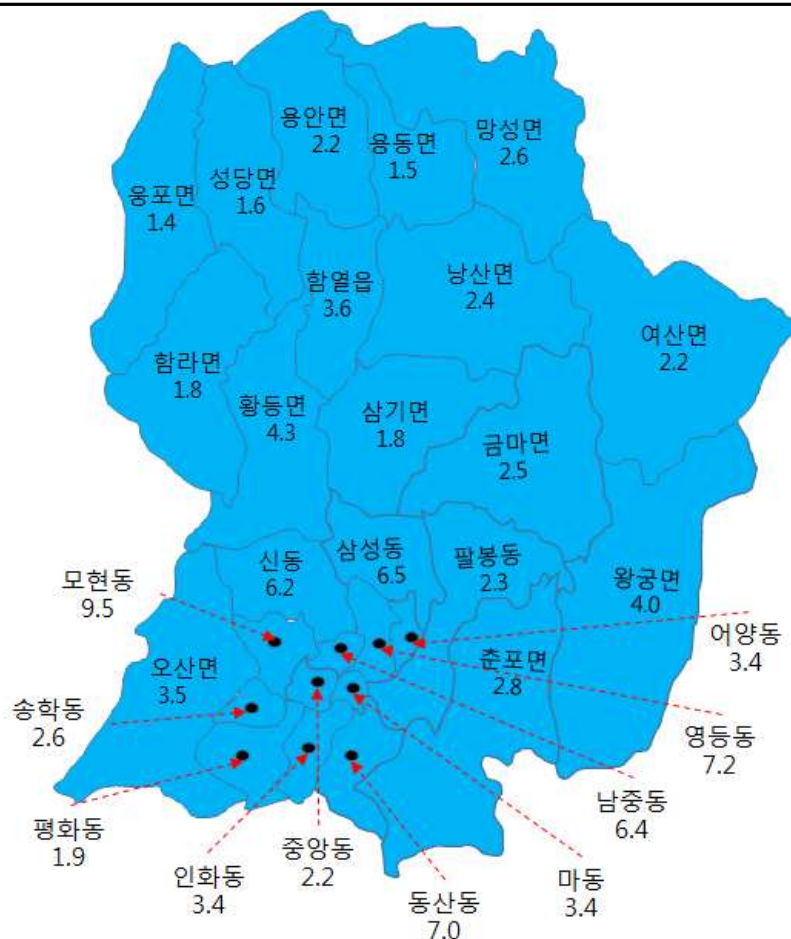 용안면
2.2
용동면
1.5
망성면
2.6
성당면
1.6
웅포면
1.4
함열읍
3.6
낭산면
2.4
여산면
2.2
함라면
1.8
황등면
4.3
삼기면
1.8
금마면
2.5
신동
6.2
삼성동
6.5
팔봉동
2.3
왕궁면
4.0
모현동
9.5
어양동
3.4
오산면
3.5
춘포면
2.8
송학동
2.6
영등동
7.2
남중동
6.4
평화동
1.9
인화동
3.4
중앙동
2.2
동산동
7.0
마동
3.4